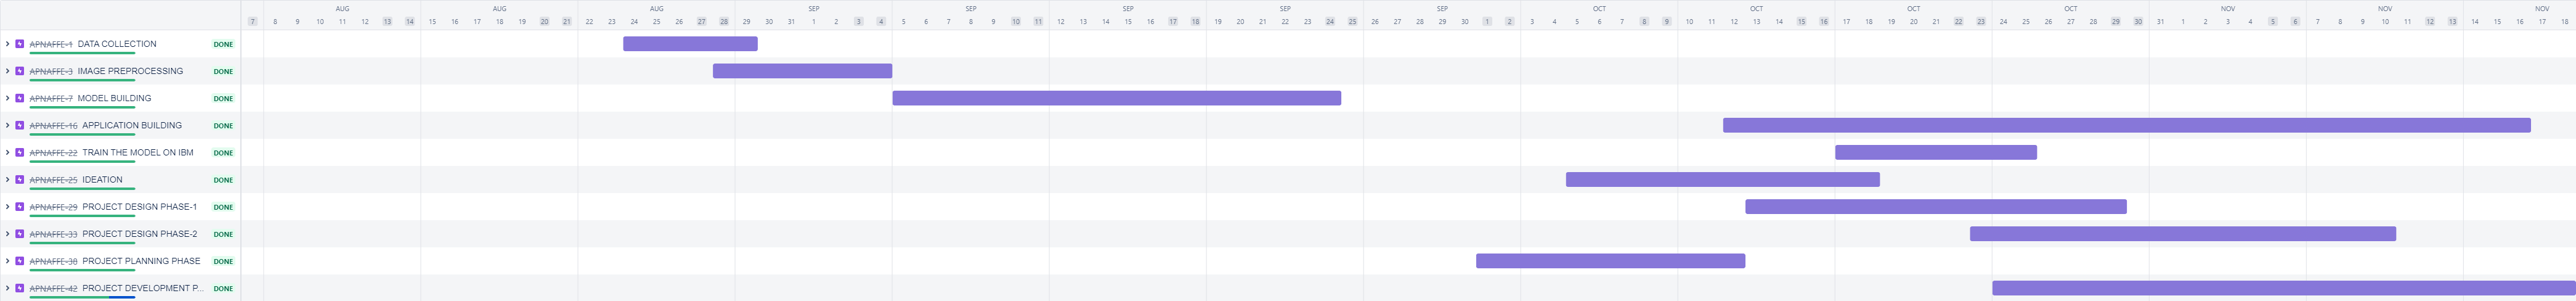 AUG AUG AUG SEP SEP SEP SEP SEP OCT OCT OCT OCT NOV NOV NOV
7 8 9 10 11 12 13 14 15 16 17 18 19 20 21 22 23 24 25 26 27 28 29 30 31 1 2 3 4 5 6 7 8 9 10 11 12 13 14 15 16 17 18 19 20 21 22 23 24 25 26 27 28 29 30 1 2 3 4 5 6 7 8 9 10 11 12 13 14 15 16 17 18 19 20 21 22 23 24 25 26 27 28 29 30 31 1 2 3 4 5 6 7 8 9 10 11 12 13 14 15 16 17 18
APNAFFE-1 DATA COLLECTION DONE
APNAFFE-3 IMAGE PREPROCESSING DONE
APNAFFE-7 MODEL BUILDING DONE
APNAFFE-16 APPLICATION BUILDING DONE
APNAFFE-22 TRAIN THE MODEL ON IBM DONE
APNAFFE-25 IDEATION DONE
APNAFFE-29 PROJECT DESIGN PHASE-1 DONE
APNAFFE-33 PROJECT DESIGN PHASE-2 DONE
APNAFFE-38 PROJECT PLANNING PHASE DONE
APNAFFE-42 PROJECT DEVELOPMENT P... DONE